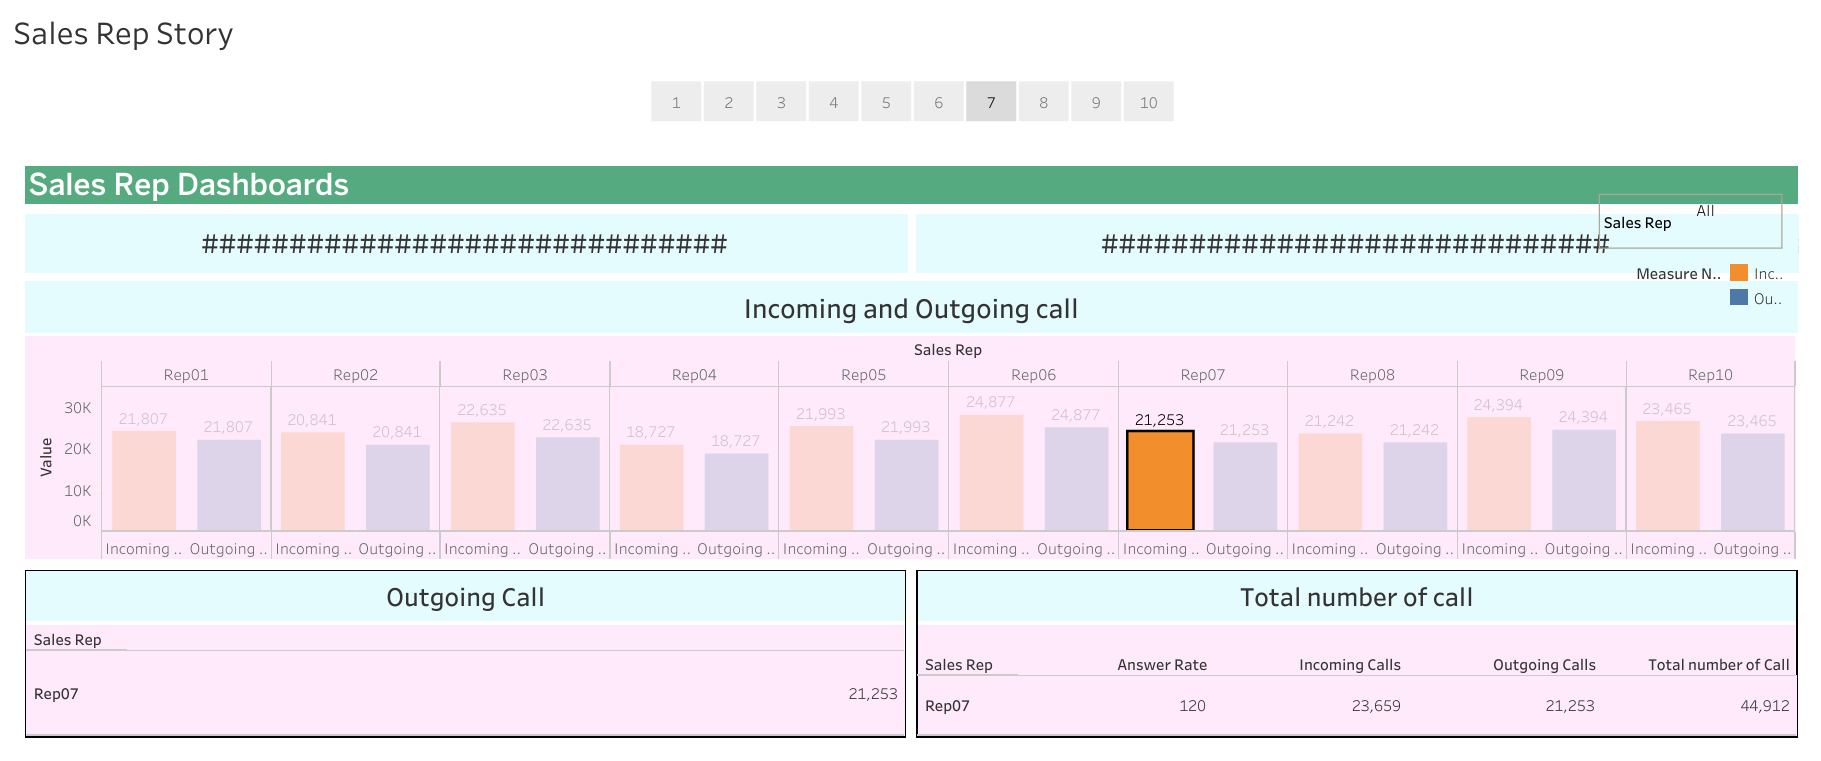 Sales Rep Story
1 2 3 4 5 6 7 8 9 10
Sales Rep Dashboards
All
Sales Rep
############################## #############################
Measure N.. Inc..
Ou..
Incoming and Outgoing call
Sales Rep
Rep01 Rep02 Rep03 Rep04 Rep05 Rep06 Rep07 Rep08 Rep09 Rep10
Value
30K
20K
10K
0K
21,807 21,807 20,841 20,841 22,635 22,635 18,727 18,727 21,993 21,993 24,877 24,877 21,253 21,253 21,242 21,242 24,394 24,394 23,465 23,465
Incoming .. Outgoing .. Incoming .. Outgoing .. Incoming .. Outgoing .. Incoming .. Outgoing .. Incoming .. Outgoing .. Incoming .. Outgoing .. Incoming .. Outgoing .. Incoming .. Outgoing .. Incoming .. Outgoing .. Incoming .. Outgoing ..
Outgoing Call
Sales Rep
Rep07 21,253
Total number of call
Sales Rep Answer Rate Incoming Calls Outgoing Calls Total number of Call
Rep07 120 23,659 21,253 44,912